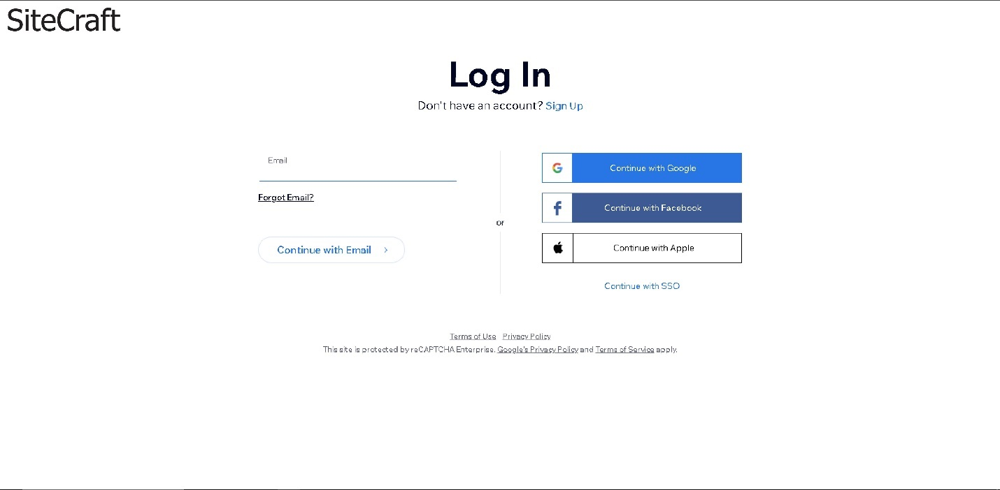 SiteCraft
Log In
Don't have an account? Sign Up
Email
Forgot Email?
Continue with Email
or
Continue with Google
Continue with Facebook
Continue with Apple
Continue with SSO
Terms of Use Privacy Policy
This site is protected by reCAPTCHA Enterprise. Google's Privacy Policy and Terms of Service apply.